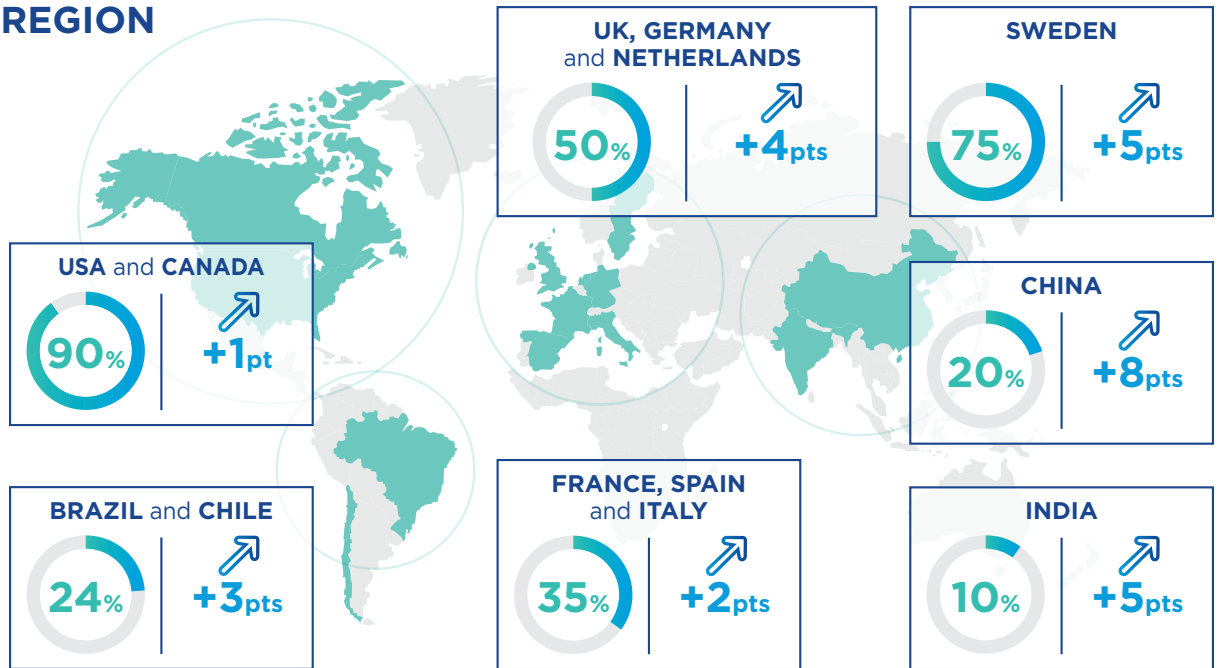 REGION
UK, GERMANY
and NETHERLANDS
50%
+4pts
SWEDEN
75%
+5pts
USA and CANADA
90%
+1pt
CHINA
20%
+8pts
BRAZIL and CHILE
24%
+3pts
FRANCE, SPAIN
and ITALY
35%
+2pts
INDIA
10%
+5pts